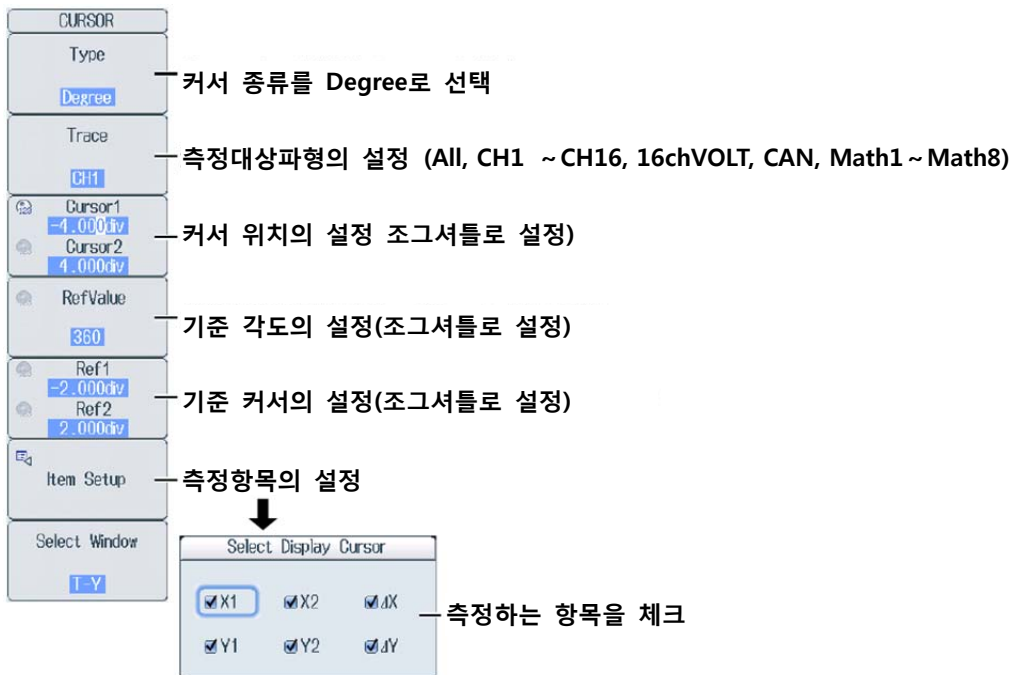 CURSOR
Type
Degree
커서 종류를 Degree로 선택
Trace
CH1
측정대상파형의 설정 (All, CH1 ~CH16, 16chVOLT, CAN, Math1~Math8)
Cursor1
-4.000div
Cursor2
4.000div
커서 위치의 설정 조그셔틀로 설정)
RefValue
360
기준 각도의 설정(조그셔틀로 설정)
Ref1
-2.000div
Ref2
2.000div
기준 커서의 설정(조그셔틀로 설정)
Item Setup
측정항목의 설정
Select Window
T-Y
Select Display Cursor
X1 X2 ΔX
Y1 Y2 ΔY
측정하는 항목을 체크